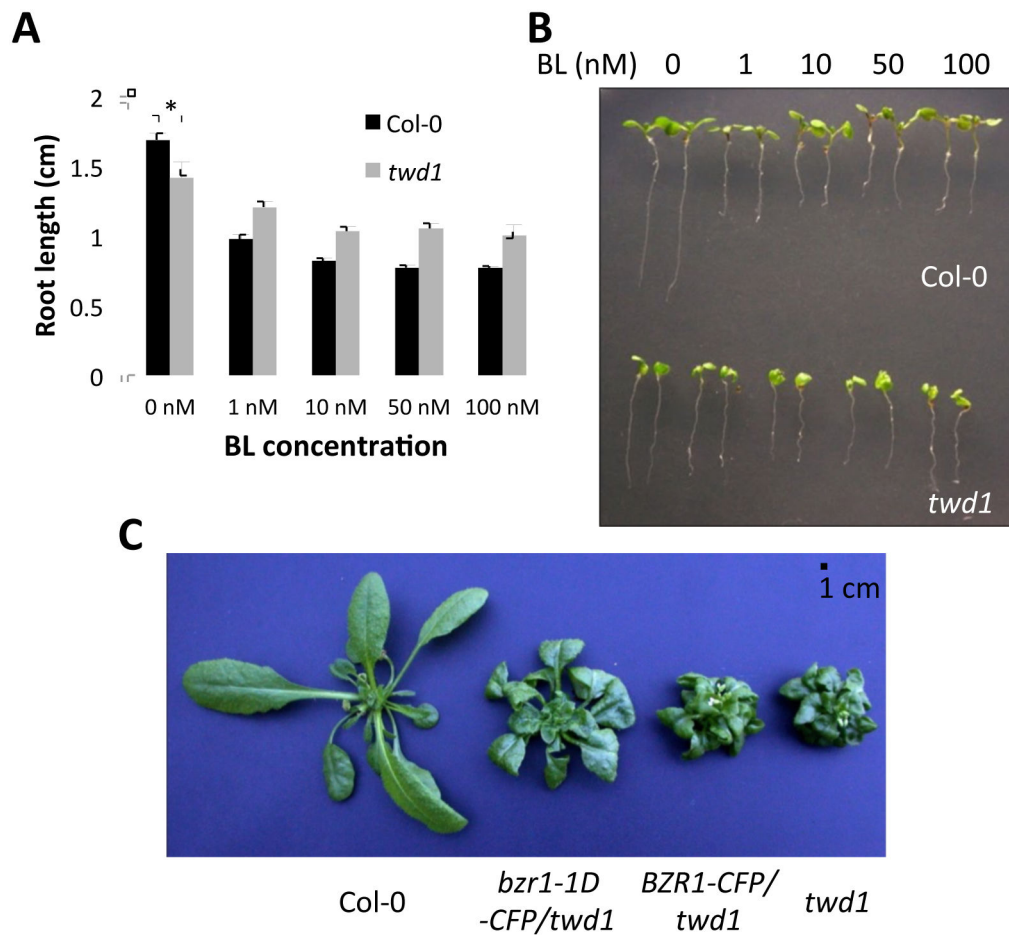 A
2
1.5
1
0.5
0
Root length (cm)
*
Col-0
twd1
0 nM 1 nM 10 nM 50 nM 100 nM
BL concentration
B
BL (nM) 0 1 10 50 100
Col-0
twd1
C
1 cm
Col-0
bzr1-1D
-CFP/twd1
BZR1-CFP/
twd1
twd1